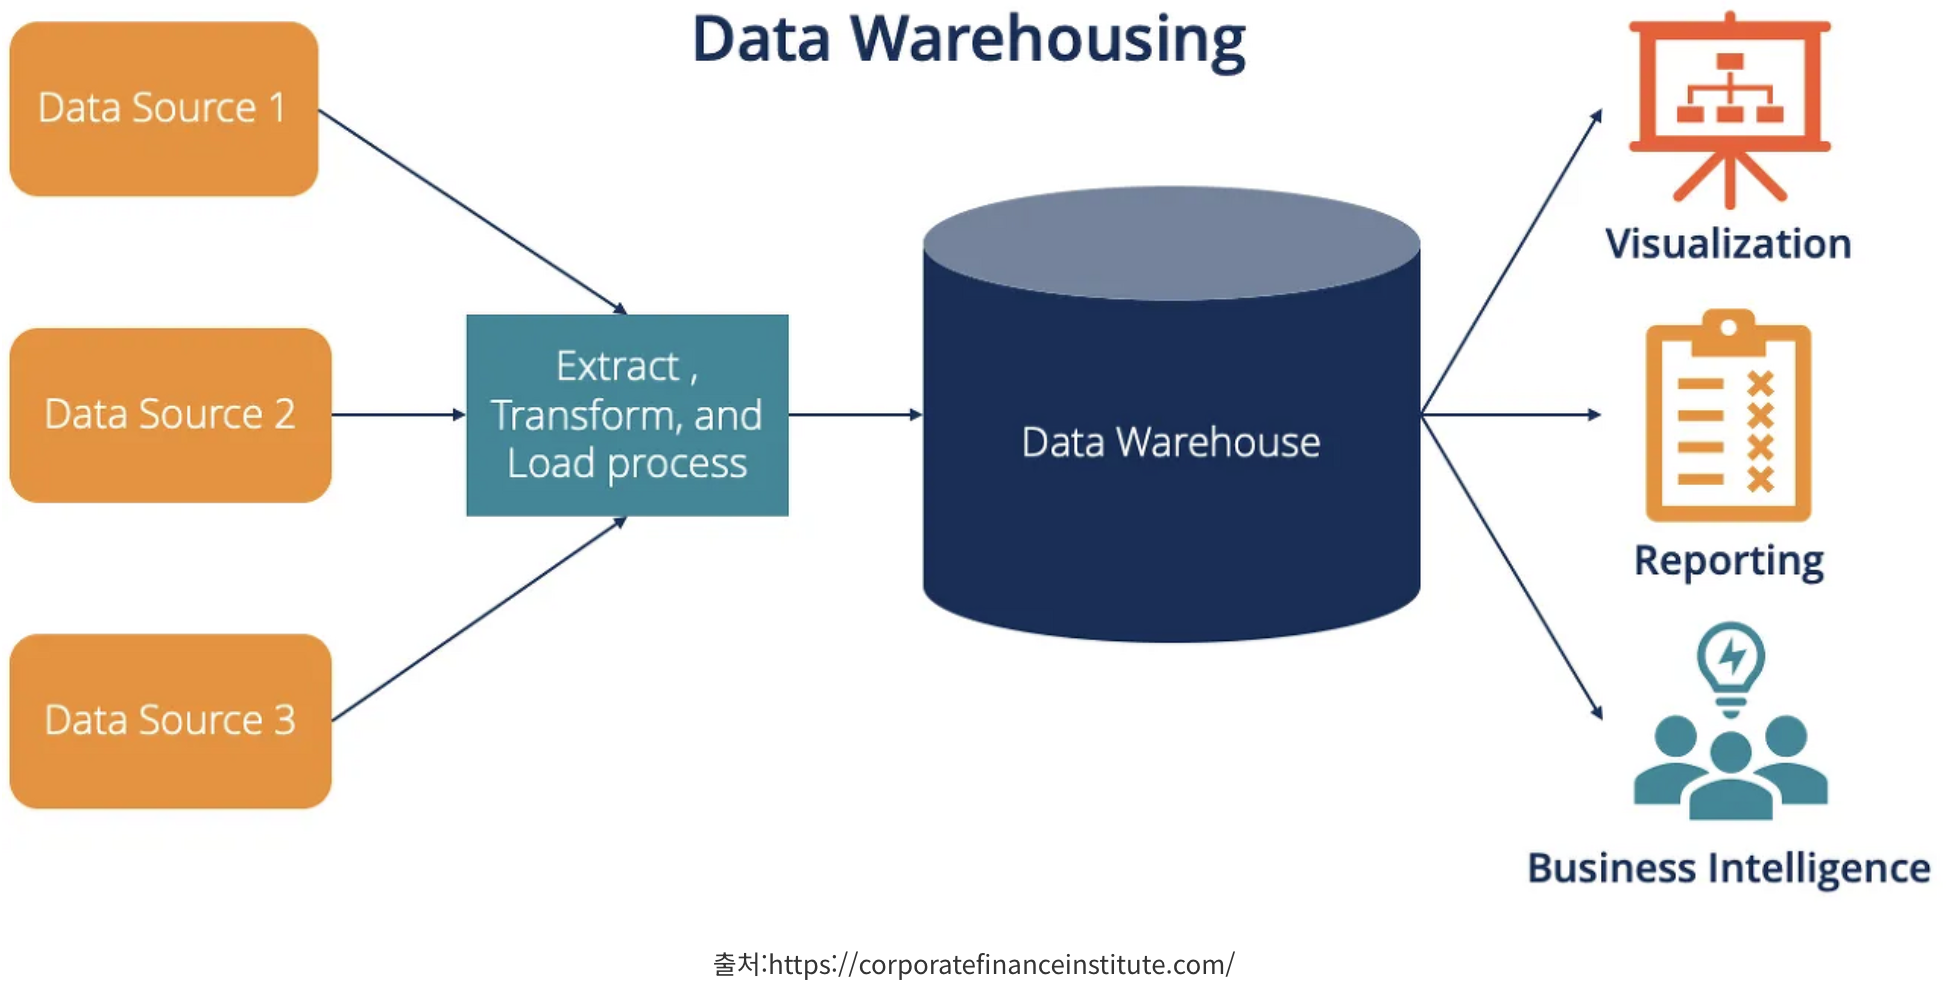 Data Warehousing
Data Source 1
Data Source 2
Data Source 3
Extract ,
Transform, and
Load process
Data Warehouse
Visualization
Reporting
Business Intelligence
출처:https://corporatefinanceinstitute.com/